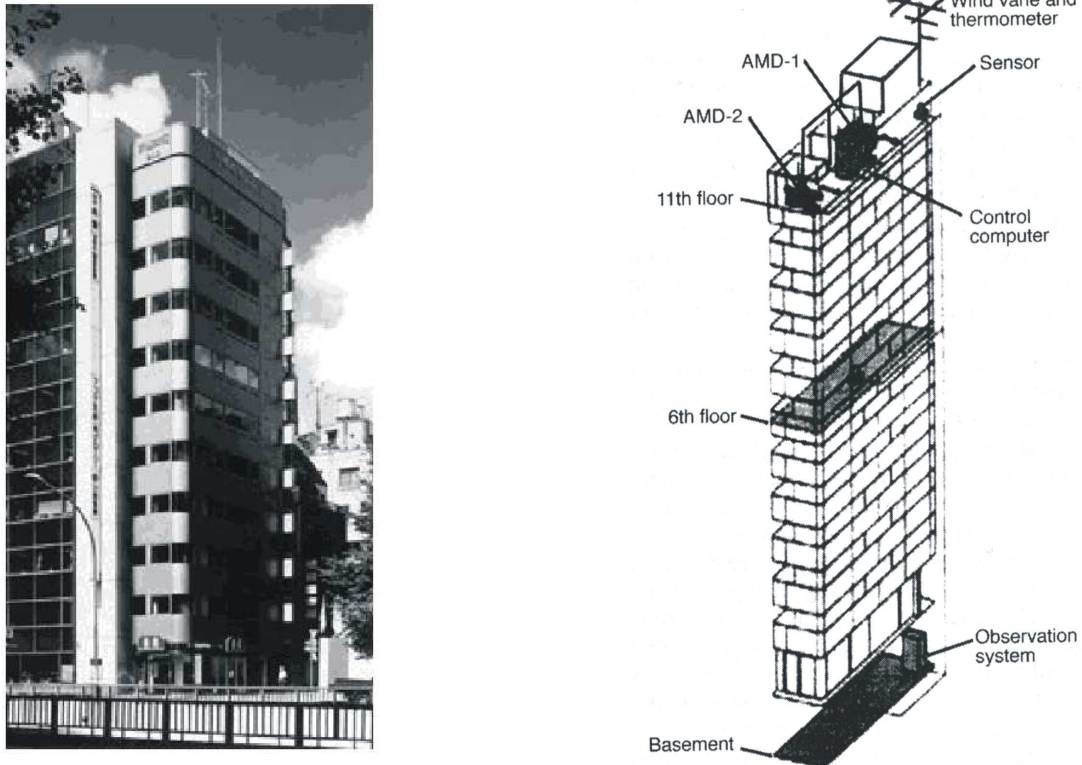 Wind vane and
thermometer
AMD-1
Sensor
AMD-2
11th floor
Control
computer
6th floor
Observation
system
Basement